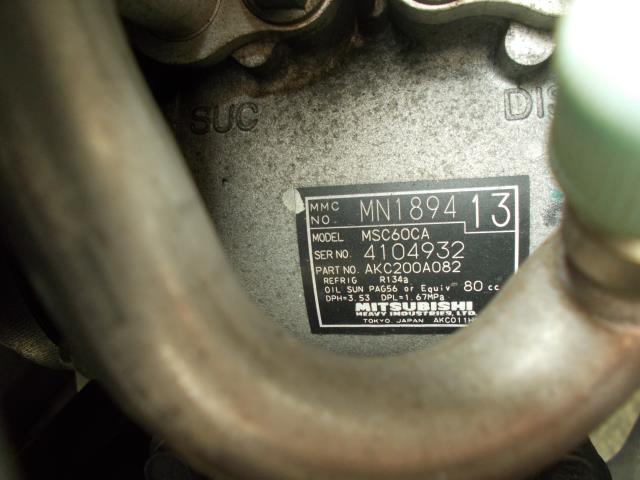 SUC
DIS
MMC NO. MN1894 13
MODEL MSC60CA
SER NO. 4104932
PART NO. AKC200A082
REFRIG R134a
OIL SUN PAG56 or Equiv 80 cc
DPH=3.53 DPL=1.67MPa
MITSUBISHI
HEAVY INDUSTRIES, LTD.
TOKYO, JAPAN AKC011H